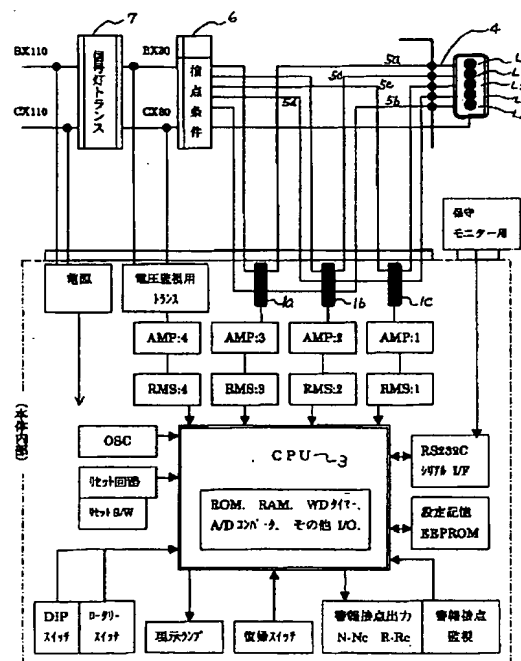 7
6
BX110
CX110
信号灯トランス
BX80
CX80
接点条件
5a
5c
5d
5e
5b
4
L
L
L
L
保守
モニター用
電源
電圧監視用
トランス
1a
1b
1c
AMP:4
AMP:3
AMP:2
AMP:1
RMS:4
RMS:3
RMS:2
RMS:1
(本体内部)
OSC
リセット回路
リセットS/W
CPU
3
ROM. RAM. WDタイマー.
A/Dコンバータ. その他 I/O.
RS232C
シリアル I/F
設定記憶
EEPROM
DIP
スイッチ
ロータリー
スイッチ
現示ランプ
復帰スイッチ
警報接点出力
N-Nc R-Rc
警報接点
監視